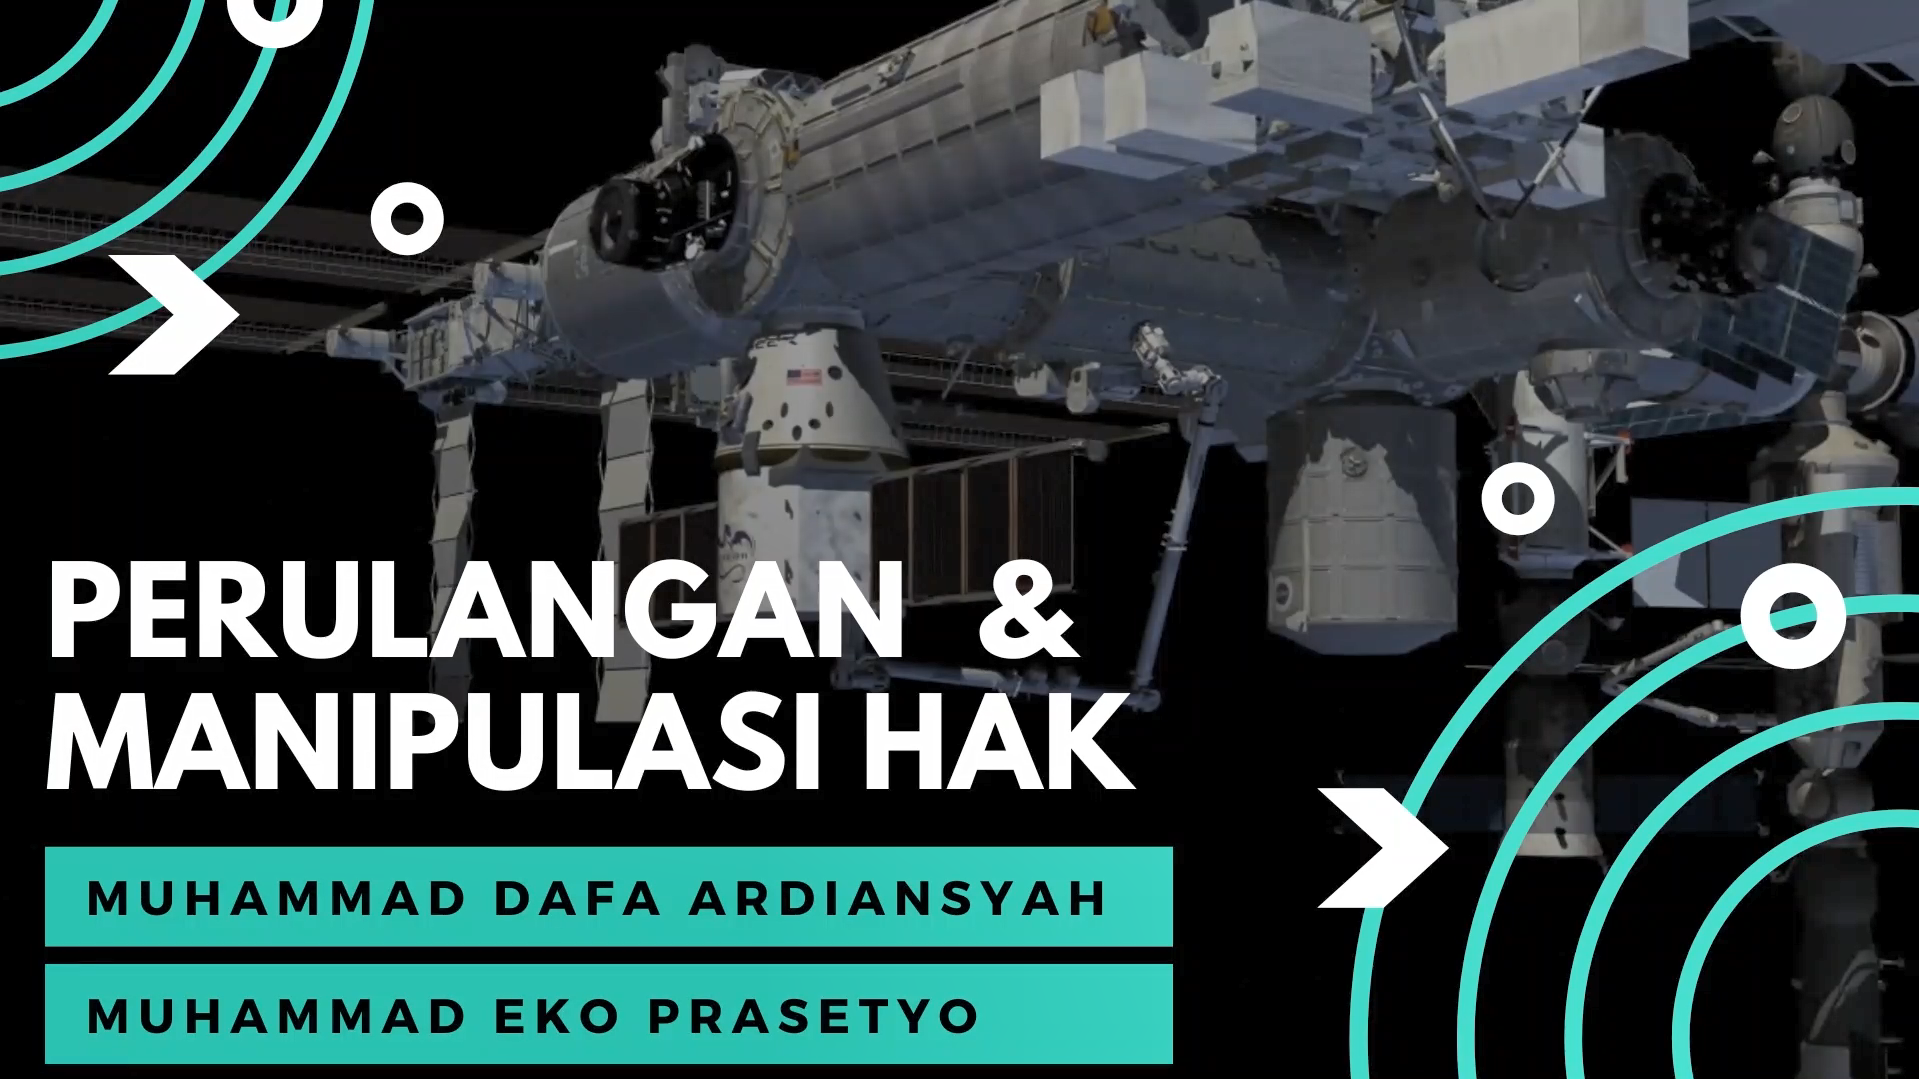 PERULANGAN &
MANIPULASI HAK
MUHAMMAD DAFA ARDIANSYAH
MUHAMMAD EKO PRASETYO